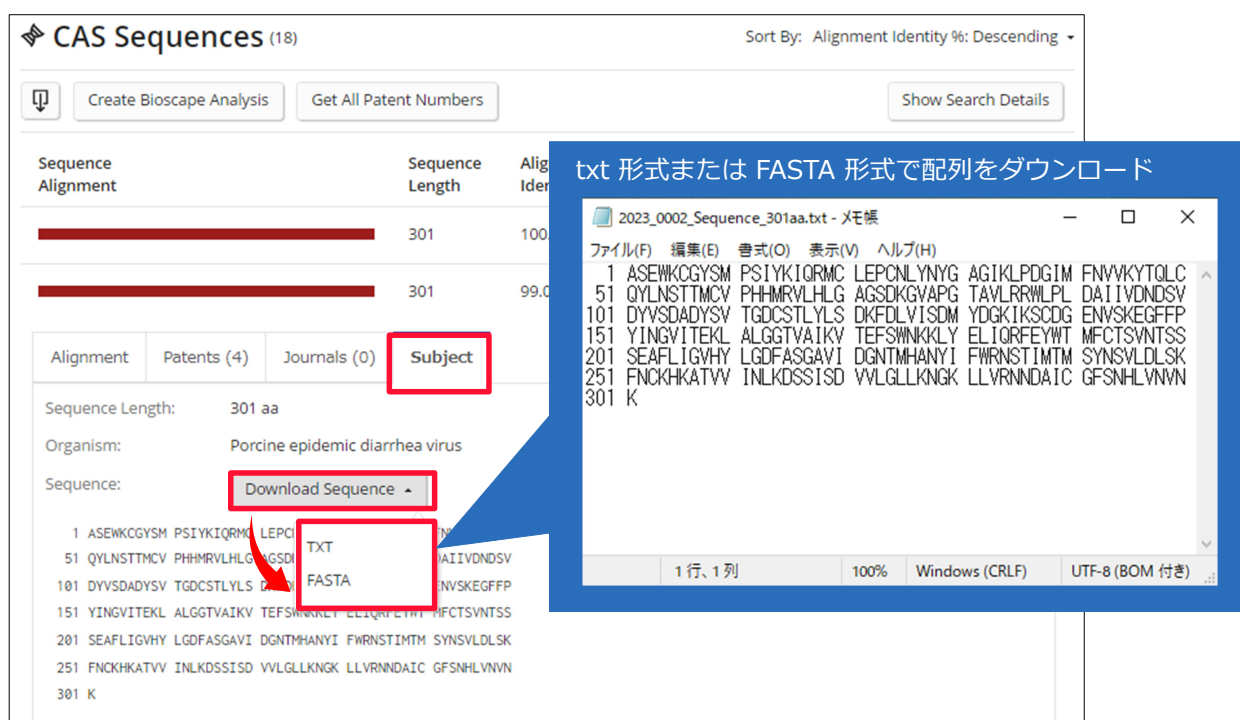 CAS Sequences (18)
Sort By: Alignment Identity %: Descending
Create Bioscape Analysis
Get All Patent Numbers
Show Search Details
Sequence Alignment
Sequence Length
301
100.
301
99.0
Alignment
Patents (4)
Journals (0)
Subject
Sequence Length: 301 aa
Organism: Porcine epidemic diarrhea virus
Sequence: Download Sequence
TXT
FASTA
1 ASEWKCGYSM PSIYKIQRMC
51 QYLNSTTMCV PHHMRVLHLG AIIVDNDSV
101 DYVSDADYSV TGDCSTLYLS ENVSKEGFFP
151 YINGVITEKL ALGGTVAIKV TEFSWNKKLY ELIQRFEYWT MFCTSVNTSS
201 SEAFLIGVHY LGDFASGAVI DGNTMHANYI FWRNSTIMTM SYNSVLDLSK
251 FNCKHKATVV INLKDSSISD VVLGLLKNGK LLVRNNDAIC GFSNHLVNVN
301 K
txt 形式または FASTA 形式で配列をダウンロード
2023_0002_Sequence_301aa.txt - メモ帳
ファイル(F) 編集(E) 書式(O) 表示(V) ヘルプ(H)
1 ASEWKCGYSM PSIYKIQRMC LEPCNLYNYG AGIKLPDGIM FNVVKYTQLC
51 QYLNSTTMCV PHHMRVLHLG AGSDKGVAPG TAVLRRWLPL DAIIVDNDSV
101 DYVSDADYSV TGDCSTLYLS DKFDLVISDM YDGKIKSCDG ENVSKEGFFP
151 YINGVITEKL ALGGTVAIKV TEFSWNKKLY ELIQRFEYWT MFCTSVNTSS
201 SEAFLIGVHY LGDFASGAVI DGNTMHANYI FWRNSTIMTM SYNSVLDLSK
251 FNCKHKATVV INLKDSSISD VVLGLLKNGK LLVRNNDAIC GFSNHLVNVN
301 K
1 行、1 列
100%
Windows (CRLF)
UTF-8 (BOM 付き)